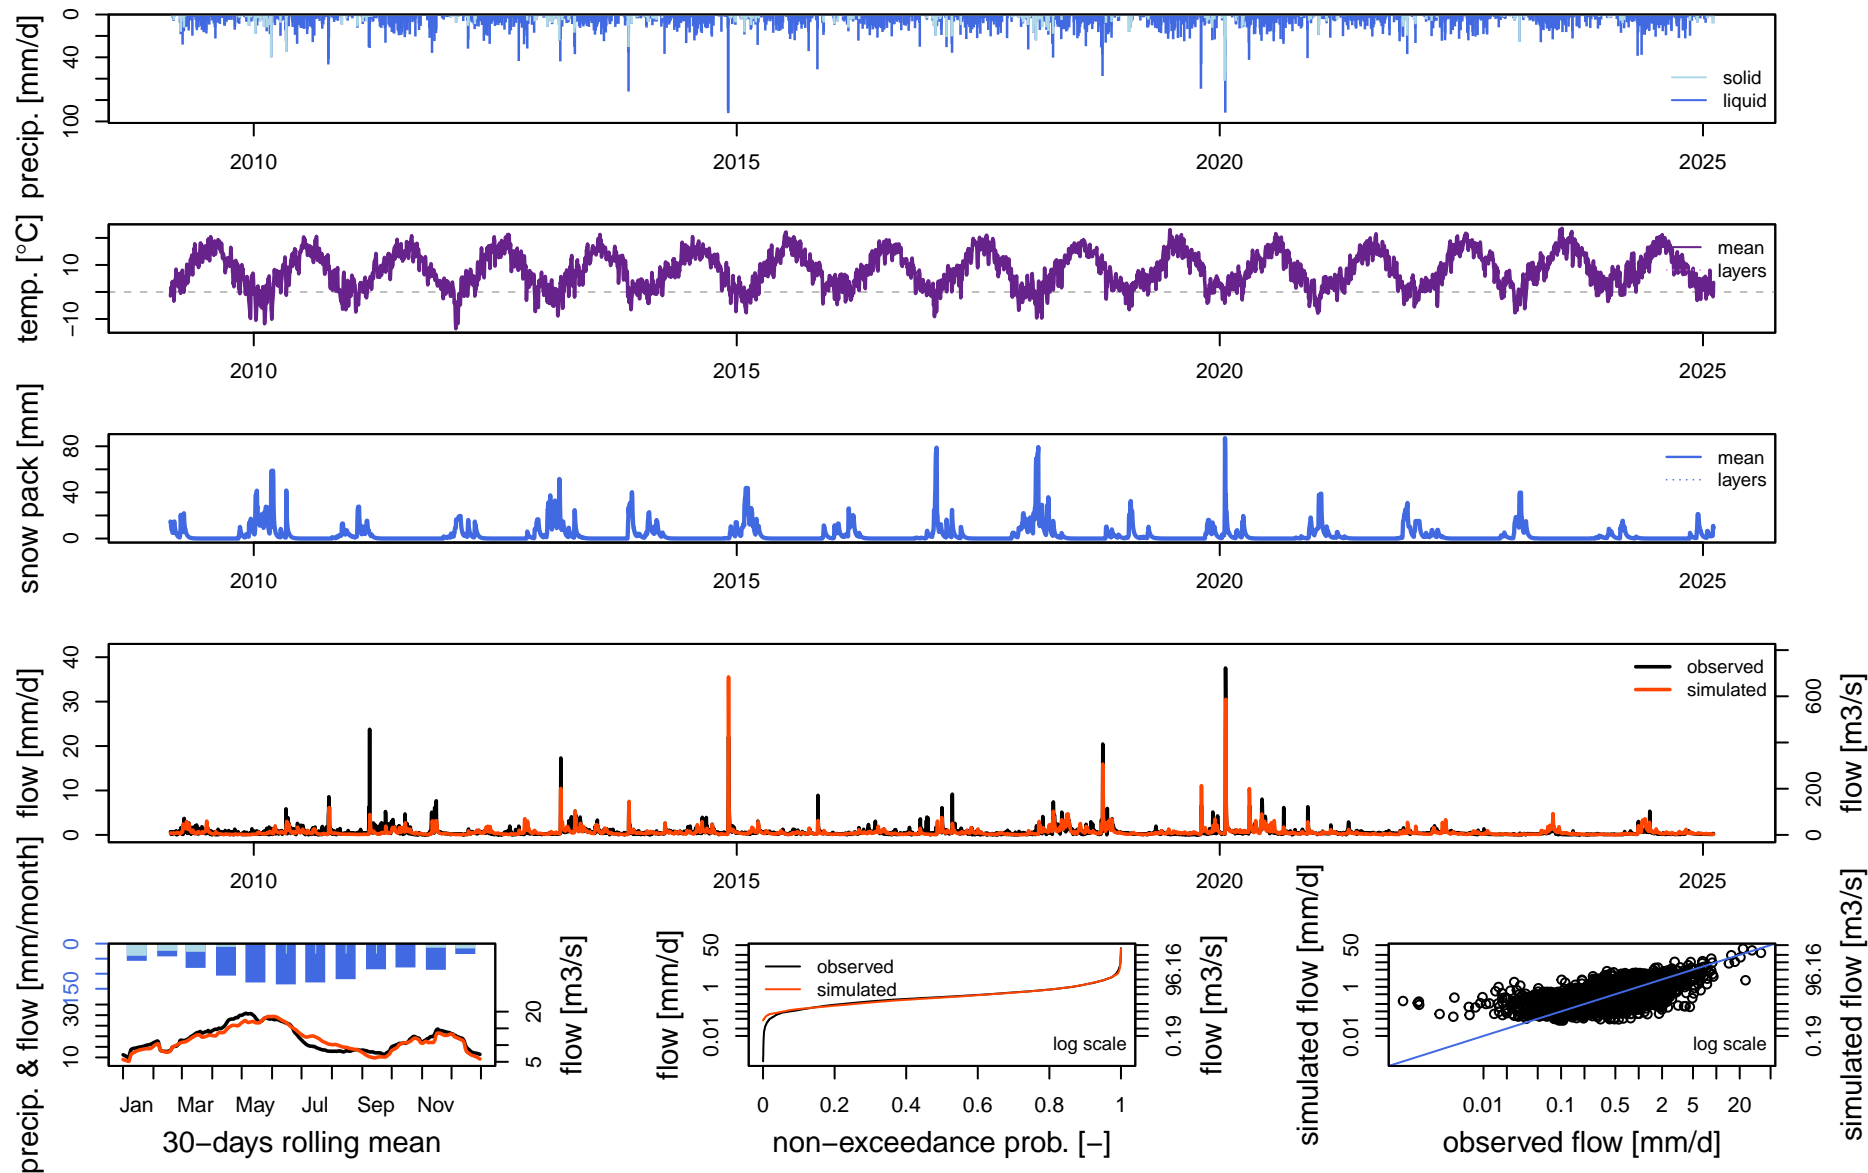 precip. [mm/d]
0
40
100
solid
liquid
2010 2015 2020 2025
temp. [°C]
10
−10
mean
layers
2010 2015 2020 2025
snow pack [mm]
80
40
0
mean
layers
2010 2015 2020 2025
flow [mm/d]
40
30
20
10
0
observed
simulated
600
200
0
flow [m3/s]
2010 2015 2020 2025
precip. & flow [mm/month]
0
150
30
10
20
5
flow [m3/s]
Jan Mar May Jul Sep Nov
30−days rolling mean
flow [mm/d]
50
1
0.01
observed
simulated
log scale
96.16
0.19
flow [m3/s]
0 0.2 0.4 0.6 0.8 1
non−exceedance prob. [−]
simulated flow [mm/d]
50
1
0.01
log scale
96.16
0.19
simulated flow [m3/s]
0.01 0.1 0.5 2 5 20
observed flow [mm/d]